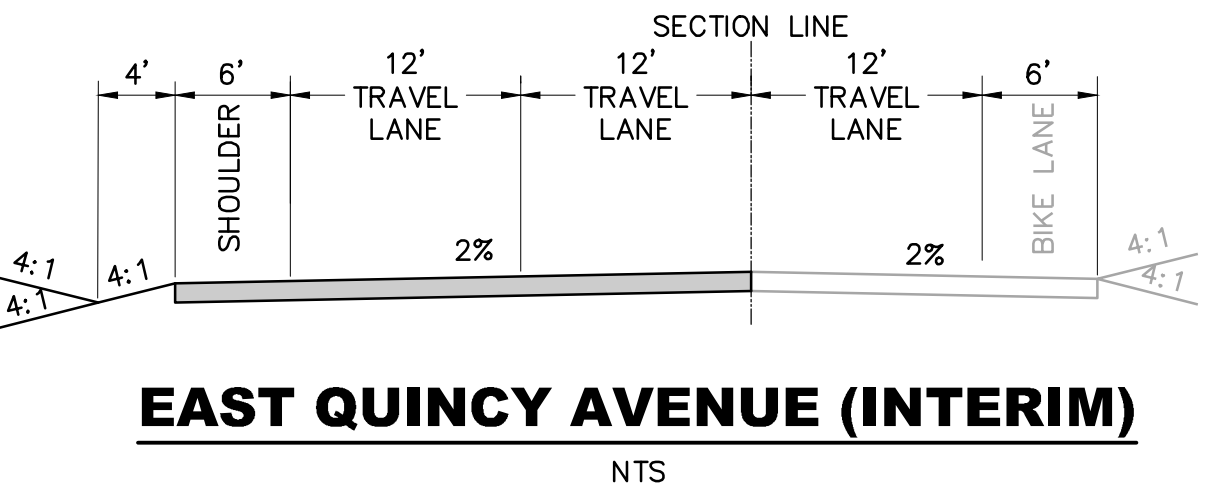 SECTION LINE
4' 6' 12' 12' 12' 6'
TRAVEL TRAVEL TRAVEL
LANE LANE LANE
SHOULDER
BIKE LANE
2% 2%
4:1 4:1 4:1
4:1 4:1
EAST QUINCY AVENUE (INTERIM)
NTS